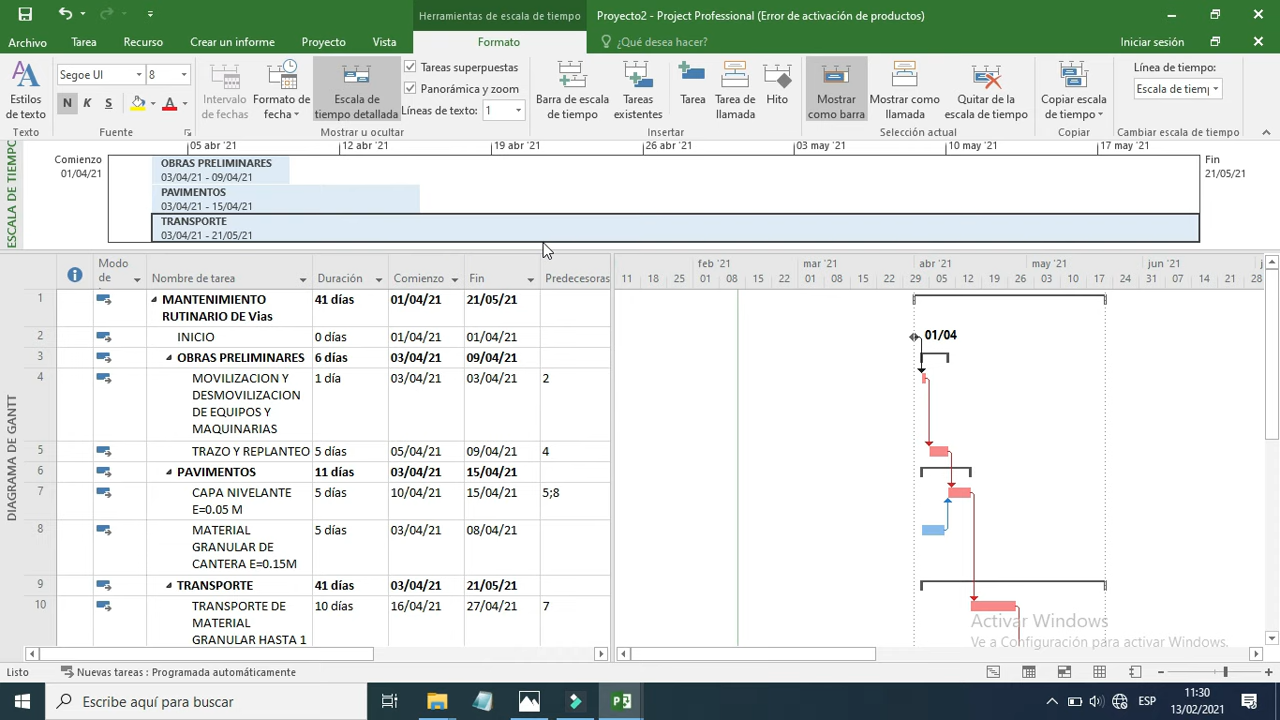 Herramientas de escala de tiempo
Proyecto2 - Project Professional (Error de activación de productos)
Archivo Tarea Recurso Crear un informe Proyecto Vista Formato ¿Qué desea hacer? Iniciar sesión
Segoe UI 8
N K S A
Estilos de texto
Texto
Fuente
Intervalo de fechas
Formato de fecha
Escala de tiempo detallada
Tareas superpuestas
Panorámica y zoom
Líneas de texto: 1
Mostrar u ocultar
Barra de escala de tiempo
Tareas existentes
Tarea
Tarea de llamada
Hito
Insertar
Mostrar como barra
Mostrar como llamada
Quitar de la escala de tiempo
Selección actual
Copiar escala de tiempo
Copiar
Línea de tiempo:
Escala de tiemp
Cambiar escala de tiempo
ESCALA DE TIEMPO
05 abr '21 12 abr '21 19 abr '21 26 abr '21 03 may '21 10 may '21 17 may '21
Comienzo
01/04/21
OBRAS PRELIMINARES
03/04/21 - 09/04/21
PAVIMENTOS
03/04/21 - 15/04/21
TRANSPORTE
03/04/21 - 21/05/21
Fin
21/05/21
DIAGRAMA DE GANTT
Modo de Nombre de tarea Duración Comienzo Fin Predecesoras
feb '21 mar '21 abr '21 may '21 jun '21
11 18 25 01 08 15 22 01 08 15 22 29 05 12 19 26 03 10 17 24 31 07 14 21 28
1 MANTENIMIENTO RUTINARIO DE Vias 41 días 01/04/21 21/05/21
2 INICIO 0 días 01/04/21 01/04/21
01/04
3 OBRAS PRELIMINARES 6 días 03/04/21 09/04/21
4 MOVILIZACION Y DESMOVILIZACION DE EQUIPOS Y MAQUINARIAS 1 día 03/04/21 03/04/21 2
5 TRAZO Y REPLANTEO 5 días 05/04/21 09/04/21 4
6 PAVIMENTOS 11 días 03/04/21 15/04/21
7 CAPA NIVELANTE E=0.05 M 5 días 10/04/21 15/04/21 5;8
8 MATERIAL GRANULAR DE CANTERA E=0.15M 5 días 03/04/21 08/04/21
9 TRANSPORTE 41 días 03/04/21 21/05/21
10 TRANSPORTE DE MATERIAL GRANULAR HASTA 1 10 días 16/04/21 27/04/21 7
Activar Windows
Ve a Configuración para activar Windows.
Listo Nuevas tareas : Programada automáticamente
Escribe aquí para buscar
ESP
11:30
13/02/2021